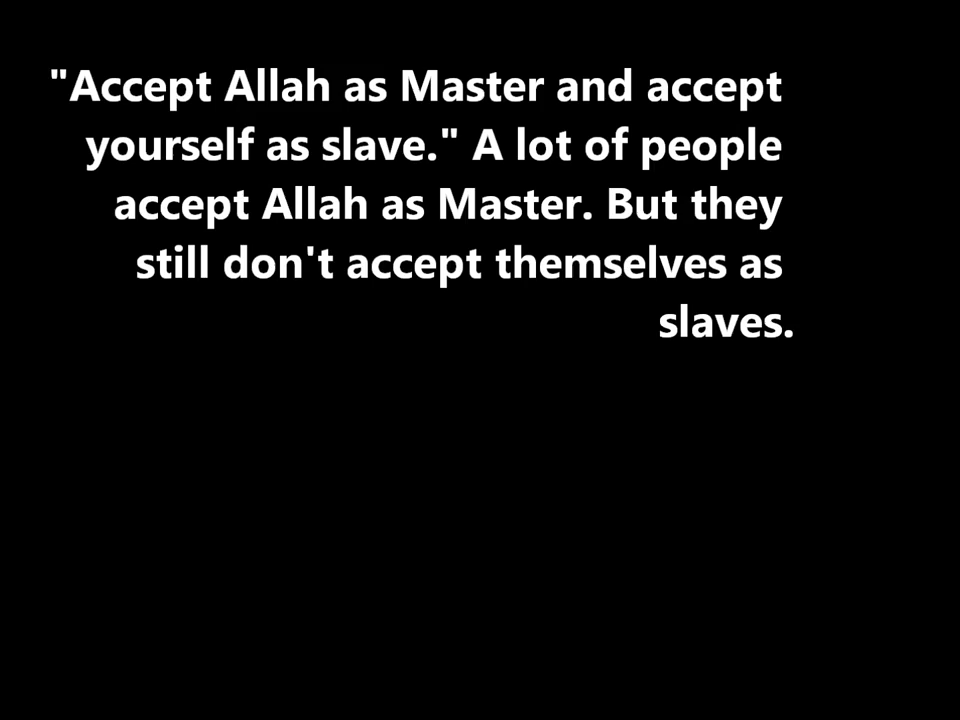 "Accept Allah as Master and accept
yourself as slave." A lot of people
accept Allah as Master. But they
still don't accept themselves as
slaves.